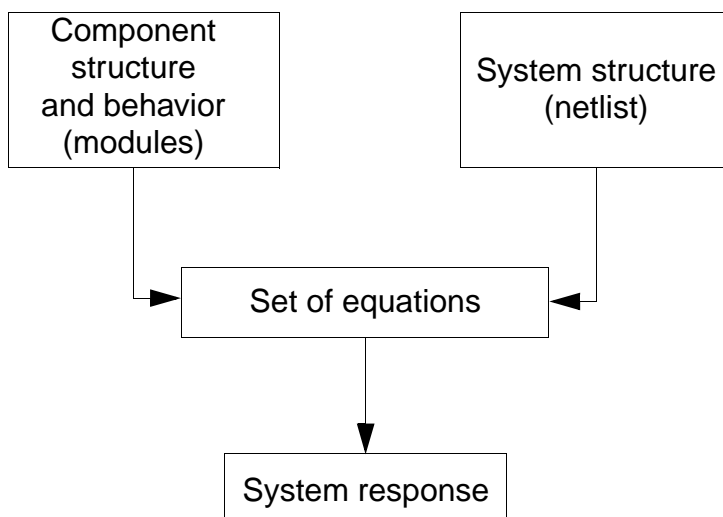 Component
structure
and behavior
(modules)
System structure
(netlist)
Set of equations
System response